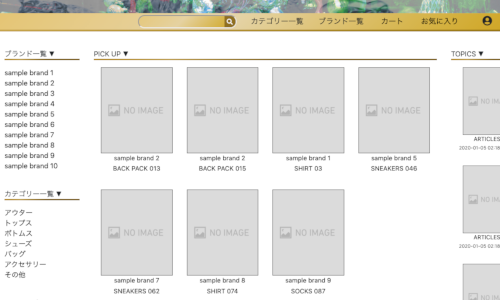 カテゴリー一覧 ブランド一覧 カート お気に入り
ブランド一覧 ▼
sample brand 1
sample brand 2
sample brand 3
sample brand 4
sample brand 5
sample brand 6
sample brand 7
sample brand 8
sample brand 9
sample brand 10
カテゴリー一覧 ▼
アウター
トップス
ボトムス
シューズ
バッグ
アクセサリー
その他
PICK UP ▼
NO IMAGE NO IMAGE NO IMAGE NO IMAGE
sample brand 2 sample brand 2 sample brand 1 sample brand 5
BACK PACK 013 BACK PACK 015 SHIRT 03 SNEAKERS 046
NO IMAGE NO IMAGE NO IMAGE
sample brand 7 sample brand 8 sample brand 9
SNEAKERS 062 SHIRT 074 SOCKS 087
TOPICS ▼
NO IM
ARTICLES
2020-01-05 02:18
NO IM
ARTICLES
2020-01-05 02:18
NO IM